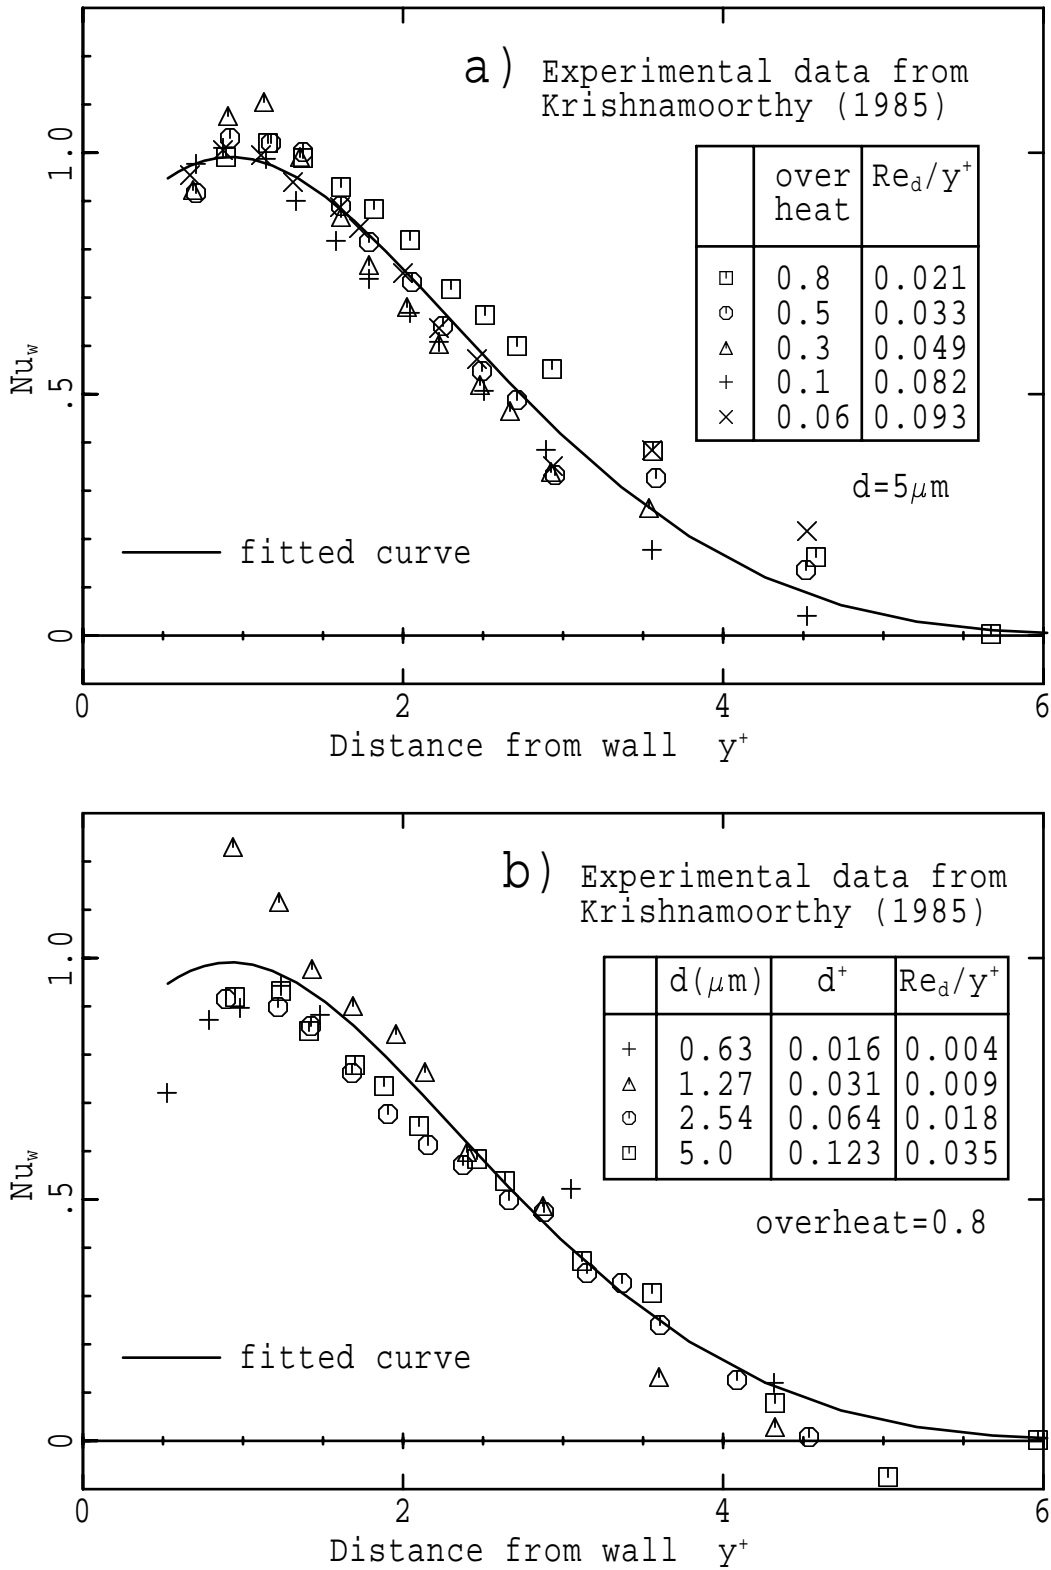 a) Experimental data from
Krishnamoorthy (1985)
over heat Re_d/y⁺
0.8 0.021
0.5 0.033
0.3 0.049
0.1 0.082
0.06 0.093
d=5μm
fitted curve
Nu_w
1.0
.5
0
0 2 4 6
Distance from wall y⁺
b) Experimental data from
Krishnamoorthy (1985)
d(μm) d⁺ Re_d/y⁺
0.63 0.016 0.004
1.27 0.031 0.009
2.54 0.064 0.018
5.0 0.123 0.035
overheat=0.8
fitted curve
Nu_w
1.0
.5
0
0 2 4 6
Distance from wall y⁺